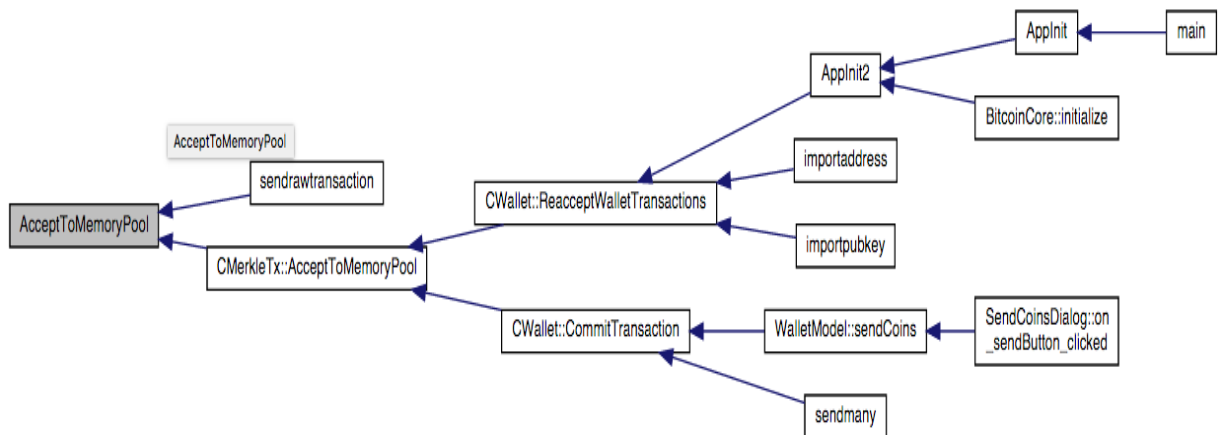 AppInit
main
AppInit2
BitcoinCore::initialize
AcceptToMemoryPool
importaddress
sendrawtransaction
CWallet::ReacceptWalletTransactions
AcceptToMemoryPool
importpubkey
CMerkleTx::AcceptToMemoryPool
CWallet::CommitTransaction
WalletModel::sendCoins
SendCoinsDialog::on
_sendButton_clicked
sendmany